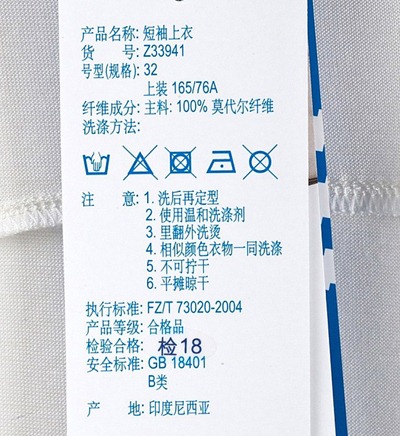 产品名称: 短袖上衣
货 号: Z33941
号型(规格): 32
上装 165/76A
纤维成分: 主料: 100% 莫代尔纤维
洗涤方法:
注 意: 1. 洗后再定型
2. 使用温和洗涤剂
3. 里翻外洗烫
4. 相似颜色衣物一同洗涤
5. 不可拧干
6. 平摊晾干
执行标准: FZ/T 73020-2004
产品等级: 合格品
检验合格: 检18
安全标准: GB 18401
B类
产 地: 印度尼西亚